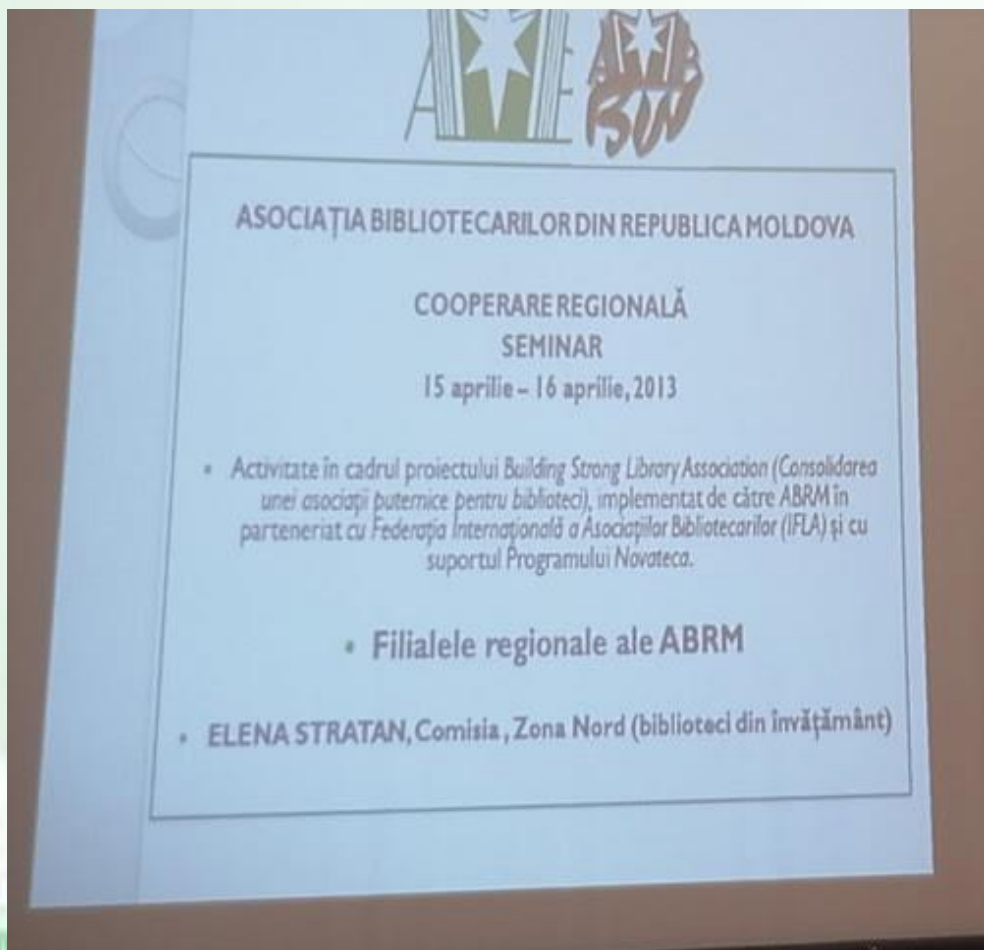 ASOCIAȚIA BIBLIOTECARILOR DIN REPUBLICA MOLDOVA
COOPERARE REGIONALĂ
SEMINAR
15 aprilie – 16 aprilie, 2013
• Activitate în cadrul proiectului Building Strong Library Association (Consolidarea
unei asociații puternice pentru biblioteci), implementat de către ABRM în
parteneriat cu Federația Internațională a Asociațiilor Bibliotecarilor (IFLA) și cu
suportul Programului Novateca.
• Filialele regionale ale ABRM
• ELENA STRATAN, Comisia, Zona Nord (biblioteci din învățământ)